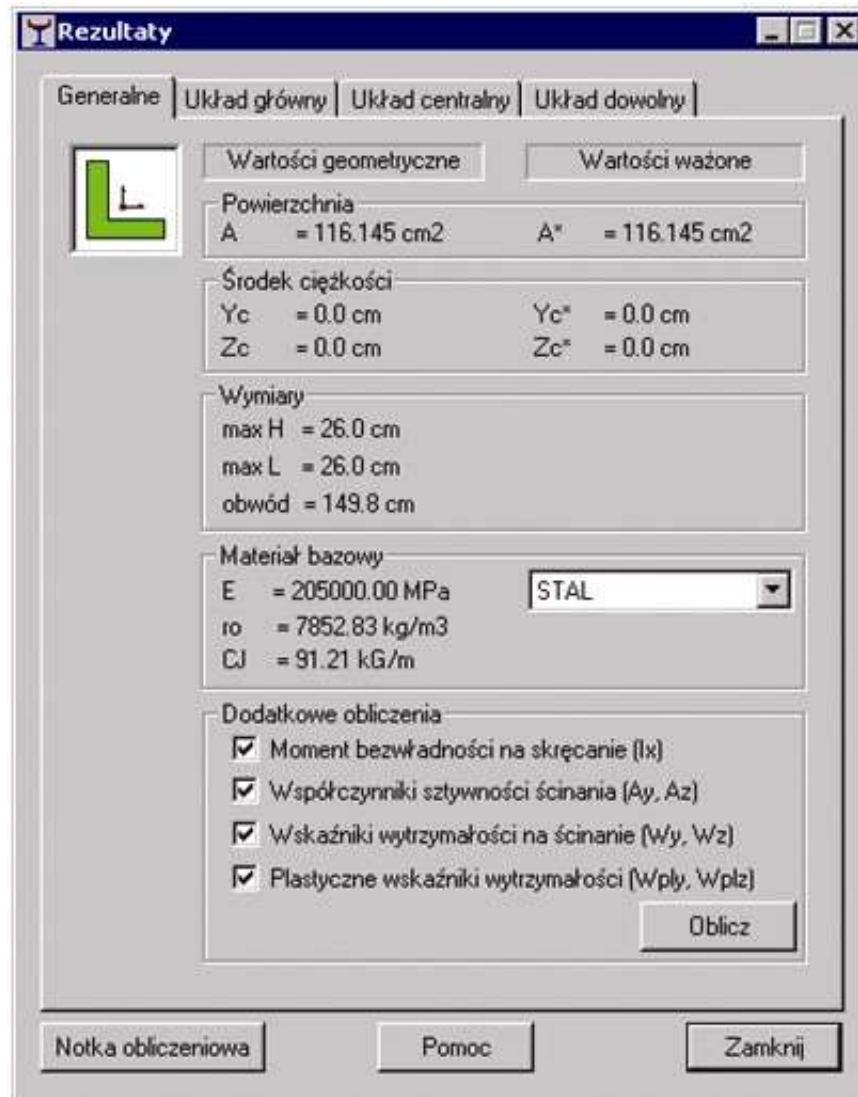 Rezultaty
Generalne Układ główny Układ centralny Układ dowolny
Wartości geometryczne Wartości ważone
Powierzchnia
A = 116.145 cm2 A* = 116.145 cm2
Środek ciężkości
Yc = 0.0 cm Yc* = 0.0 cm
Zc = 0.0 cm Zc* = 0.0 cm
Wymiary
max H = 26.0 cm
max L = 26.0 cm
obwód = 149.8 cm
Materiał bazowy
E = 205000.00 MPa STAL
ro = 7852.83 kg/m3
CJ = 91.21 kG/m
Dodatkowe obliczenia
Moment bezwładności na skręcanie (Ix)
Współczynniki sztywności ścinania (Ay, Az)
Wskaźniki wytrzymałości na ścinanie (Wy, Wz)
Plastyczne wskaźniki wytrzymałości (Wply, Wplz)
Oblicz
Notka obliczeniowa Pomoc Zamknij